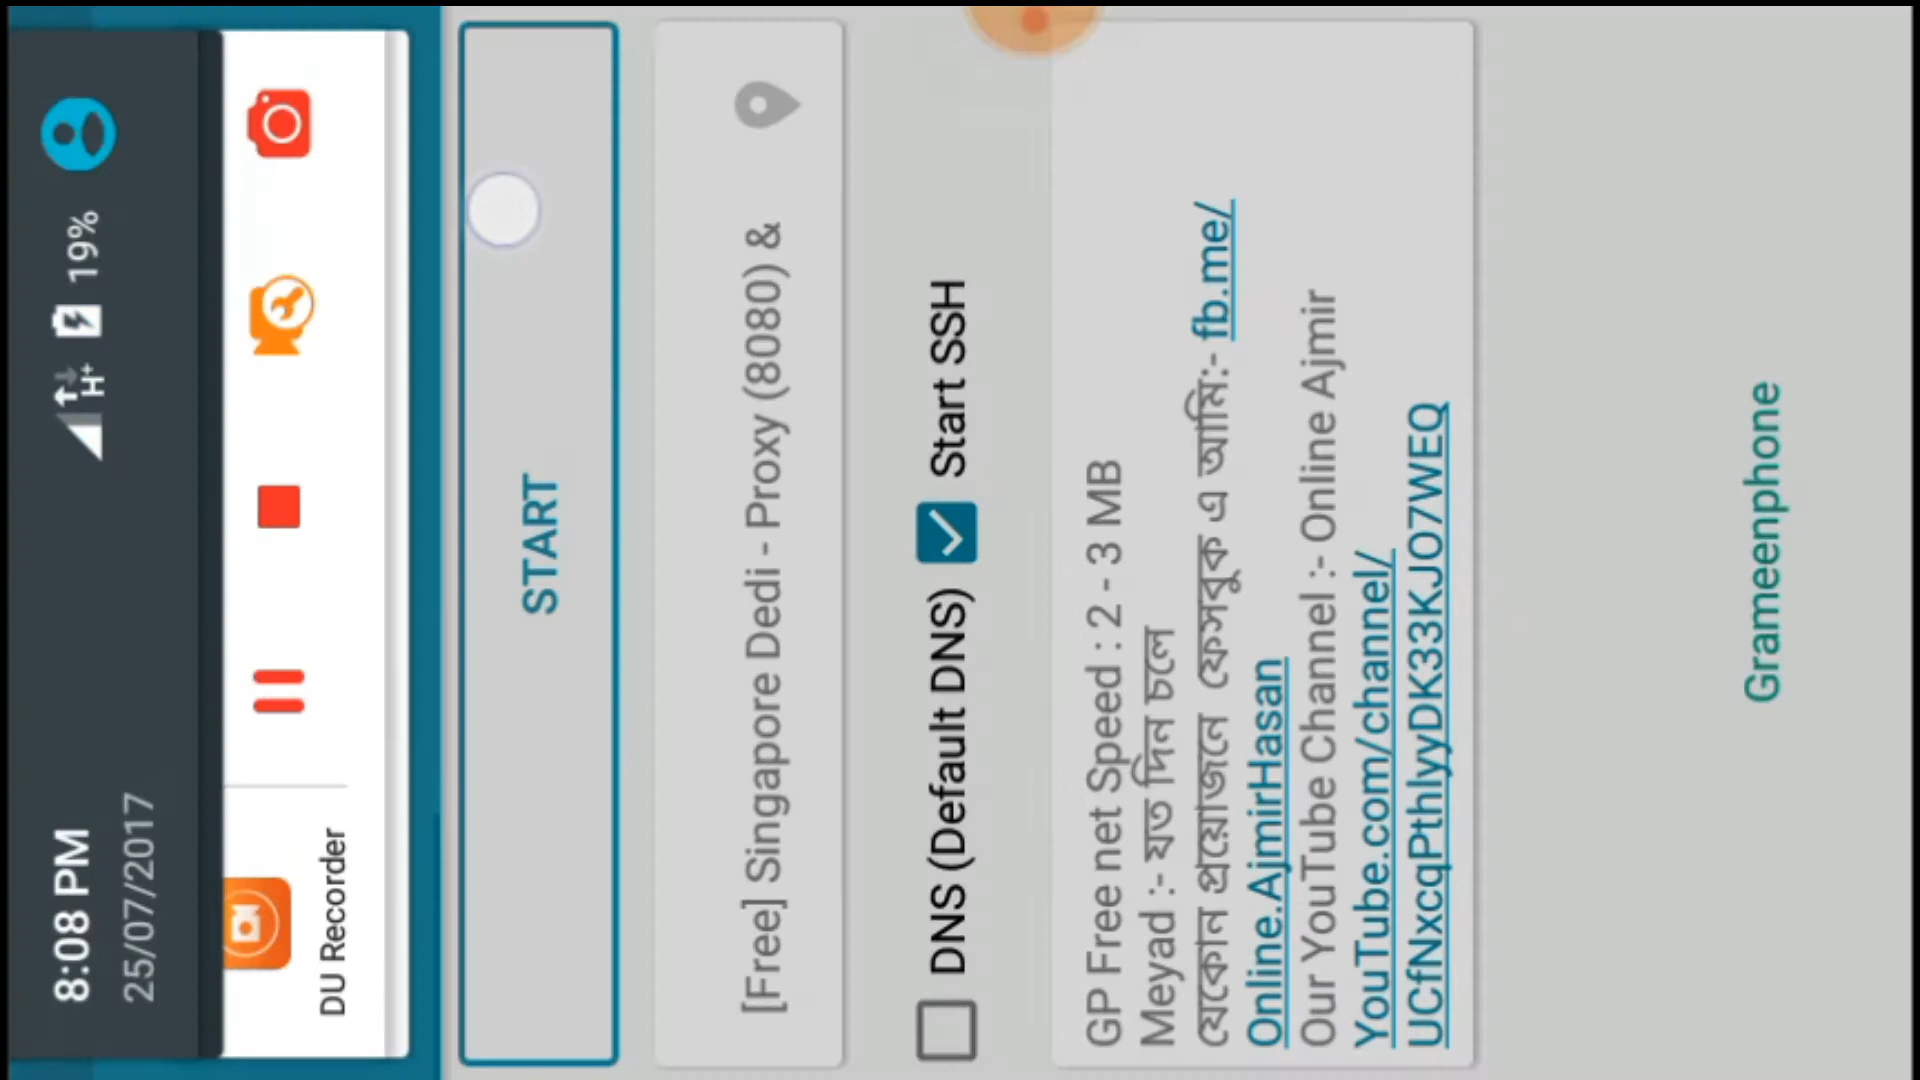 8:08 PM
25/07/2017
H+
19%
DU Recorder
START
[Free] Singapore Dedi - Proxy (8080) &
DNS (Default DNS)
Start SSH
GP Free net Speed : 2 - 3 MB
Meyad :- যত দিন চলে
যেকোন প্রয়োজনে ফেসবুক এ আমি:- fb.me/
Online.AjmirHasan
Our YouTube Channel :- Online Ajmir
YouTube.com/channel/
UCfNxcqPthlyyDK33KJO7WEQ
Grameenphone